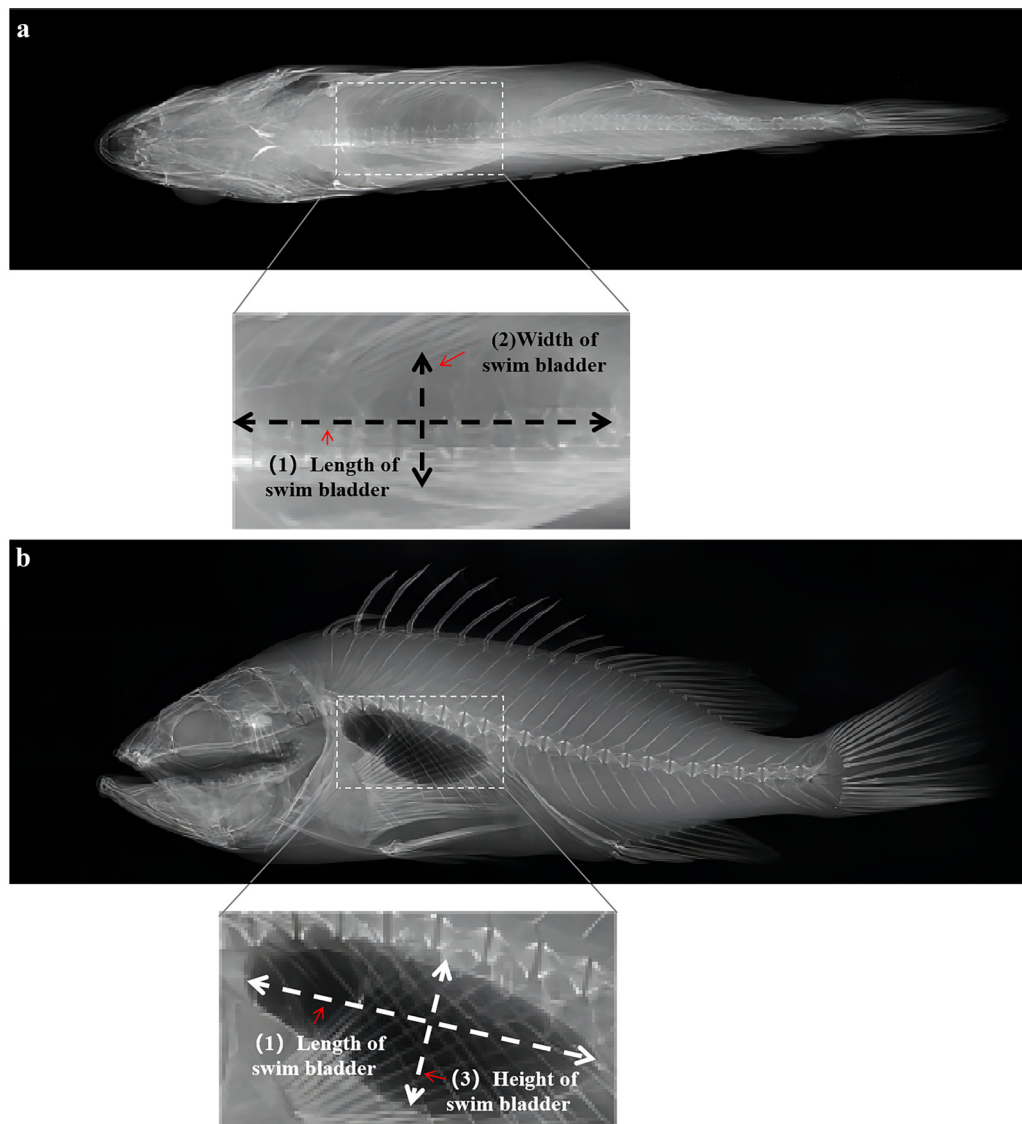 a
(2)Width of
swim bladder
(1) Length of
swim bladder
b
(1) Length of
swim bladder
(3) Height of
swim bladder